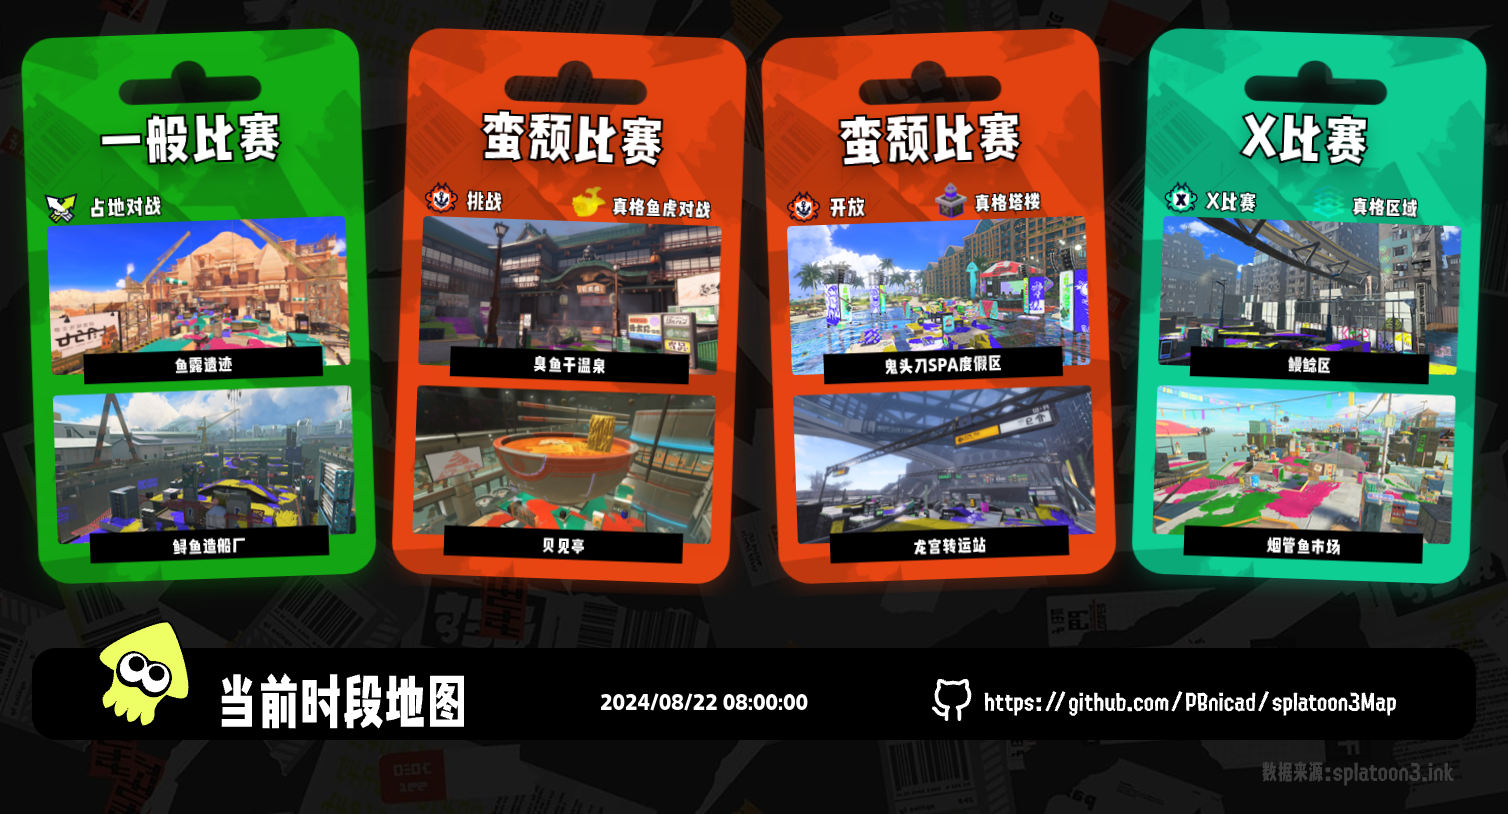 一般比赛
占地对战
鱼露遗迹
鲟鱼造船厂
蛮颓比赛
挑战
真格鱼虎对战
臭鱼干温泉
贝见亭
蛮颓比赛
开放
真格塔楼
鬼头刀SPA度假区
龙宫转运站
X比赛
X比赛
真格区域
鳗鲶区
烟管鱼市场
当前时段地图
2024/08/22 08:00:00
https://github.com/PBnicad/splatoon3Map
数据来源:splatoon3.ink